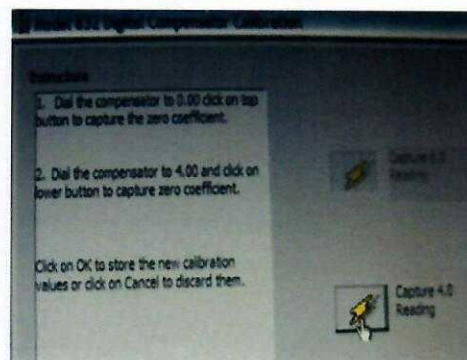 Model 832 Digital Compensator Calibration
Instructions
1. Dial the compensator to 0.00 click on top
button to capture the zero coefficient.
2. Dial the compensator to 4.00 and click on
lower button to capture zero coefficient.
Click on OK to store the new calibration
values or click on Cancel to discard them.
Capture 0.0
Reading
Capture 4.0
Reading